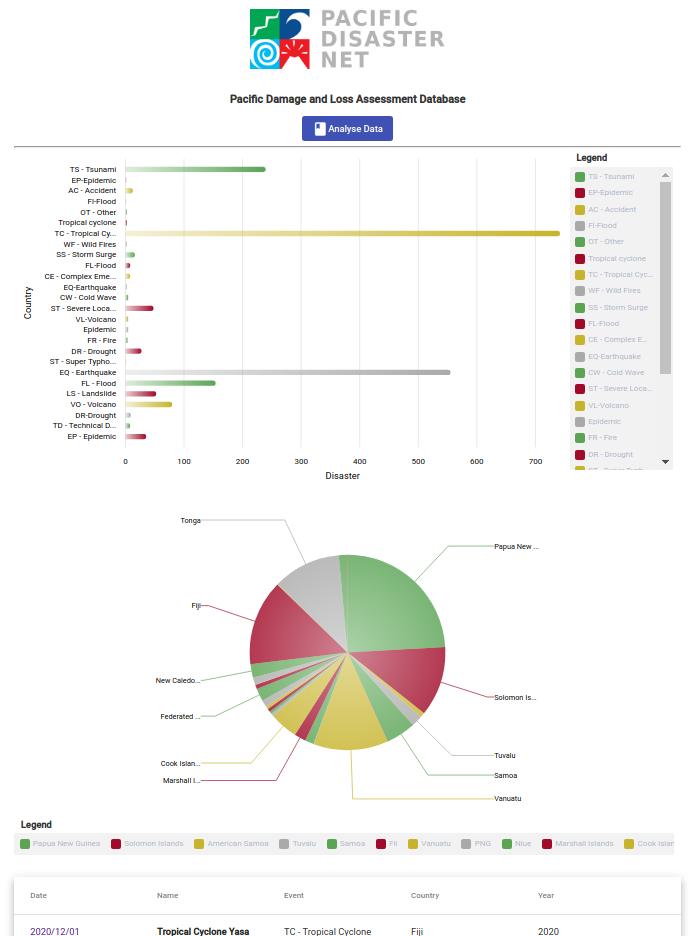 PACIFIC
DISASTER
NET
Pacific Damage and Loss Assessment Database
Analyse Data
Country
TS - Tsunami
EP-Epidemic
AC - Accident
Fl-Flood
OT - Other
Tropical cyclone
TC - Tropical Cy...
WF - Wild Fires
SS - Storm Surge
FL-Flood
CE - Complex Eme...
EQ-Earthquake
CW - Cold Wave
ST - Severe Loca...
VL-Volcano
Epidemic
FR - Fire
DR - Drought
ST - Super Typho...
EQ - Earthquake
FL - Flood
LS - Landslide
VO - Volcano
DR-Drought
TD - Technical D...
EP - Epidemic
0 100 200 300 400 500 600 700
Disaster
Legend
TS - Tsunami
EP-Epidemic
AC - Accident
Fl-Flood
OT - Other
Tropical cyclone
TC - Tropical Cyc...
WF - Wild Fires
SS - Storm Surge
FL-Flood
CE - Complex E...
EQ-Earthquake
CW - Cold Wave
ST - Severe Loca...
VL-Volcano
Epidemic
FR - Fire
DR - Drought
Tonga
Papua New ...
Fiji
New Caledo...
Solomon Is...
Federated ...
Tuvalu
Cook Islan...
Samoa
Marshall I...
Vanuatu
Legend
Papua New Guinea Solomon Islands American Samoa Tuvalu Samoa Fii Vanuatu PNG Niue Marshall Islands Cook Islan
Date Name Event Country Year
2020/12/01 Tropical Cyclone Yasa TC - Tropical Cyclone Fiji 2020